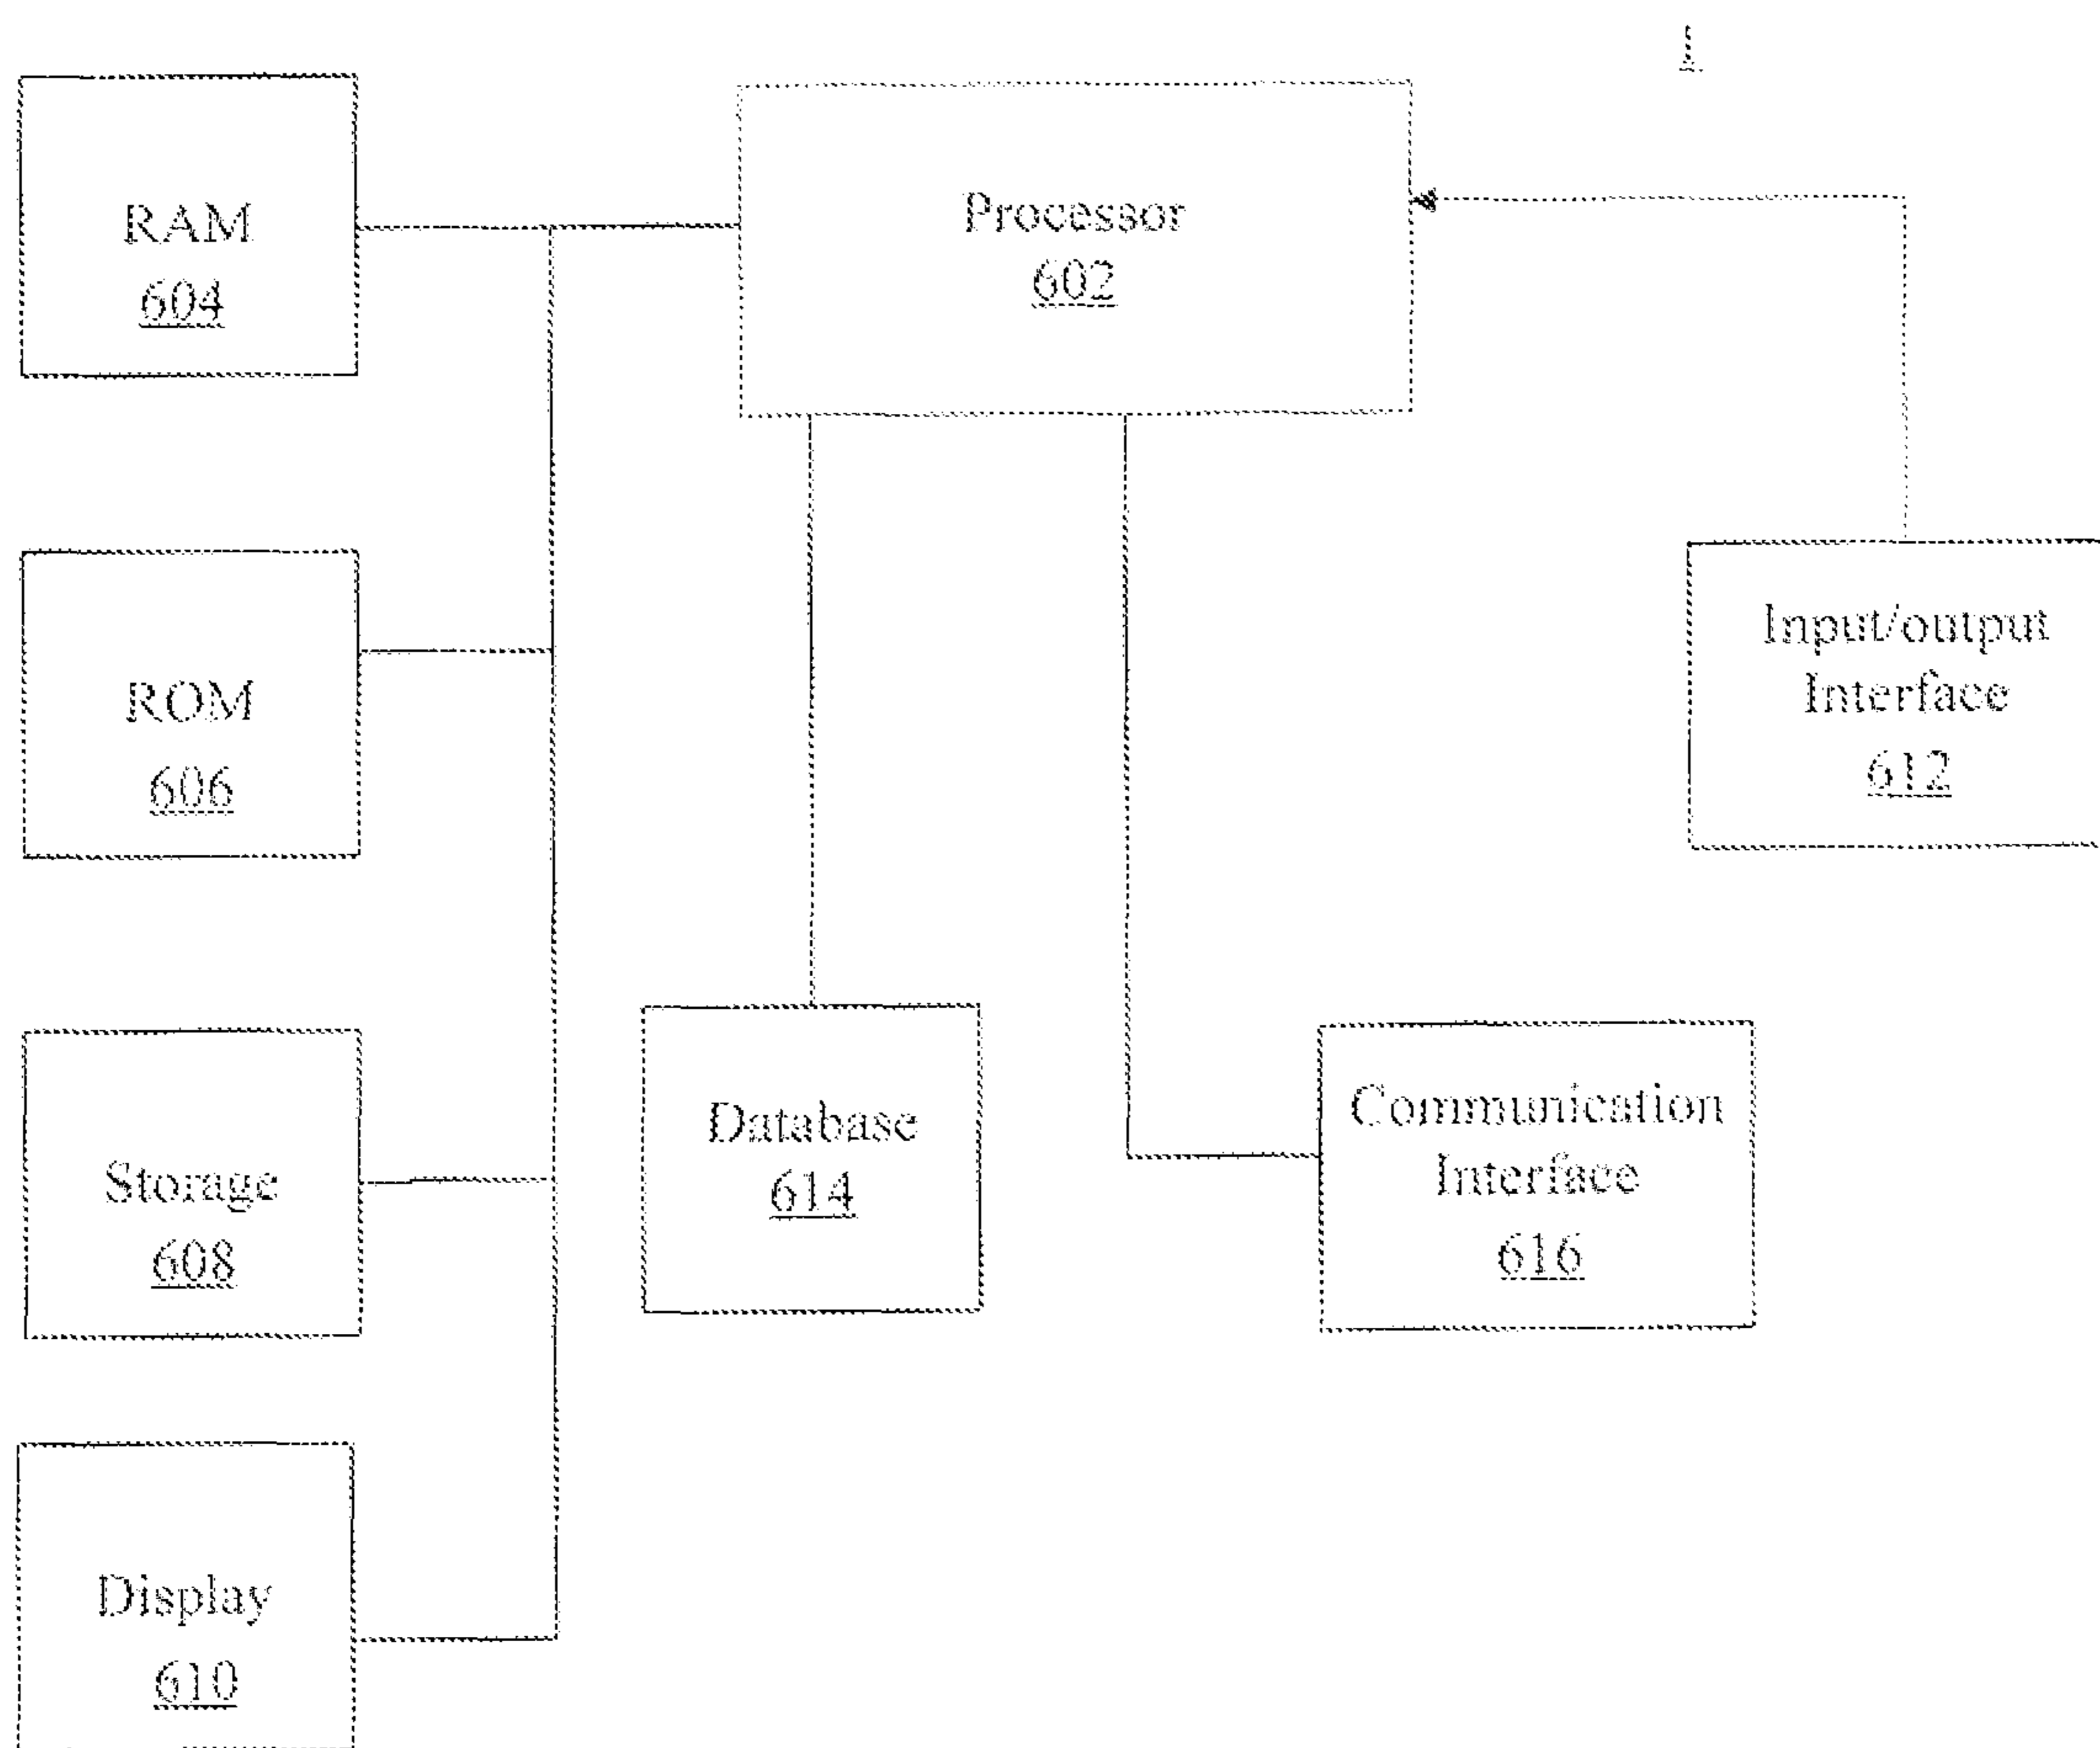 1
RAM
604
Processor
602
ROM
606
Input/output
Interface
612
Storage
608
Database
614
Communication
Interface
616
Display
610